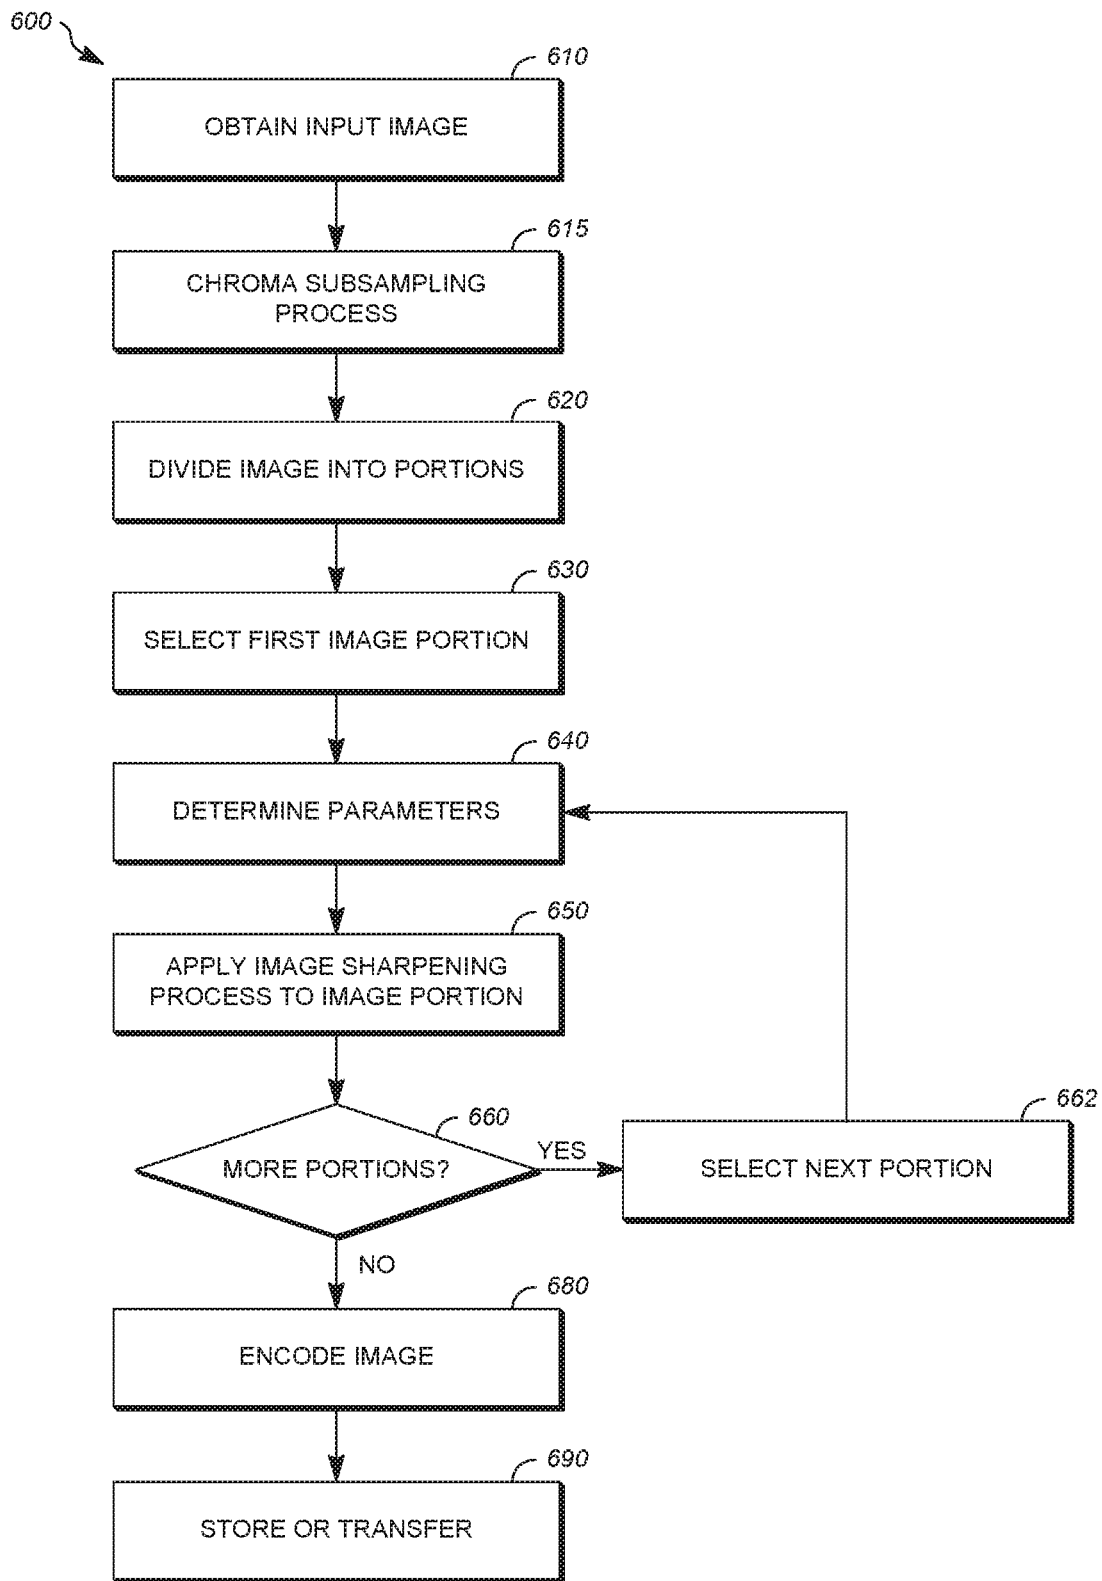 600
610
OBTAIN INPUT IMAGE
615
CHROMA SUBSAMPLING
PROCESS
620
DIVIDE IMAGE INTO PORTIONS
630
SELECT FIRST IMAGE PORTION
640
DETERMINE PARAMETERS
650
APPLY IMAGE SHARPENING
PROCESS TO IMAGE PORTION
660
MORE PORTIONS?
YES
662
SELECT NEXT PORTION
NO
680
ENCODE IMAGE
690
STORE OR TRANSFER